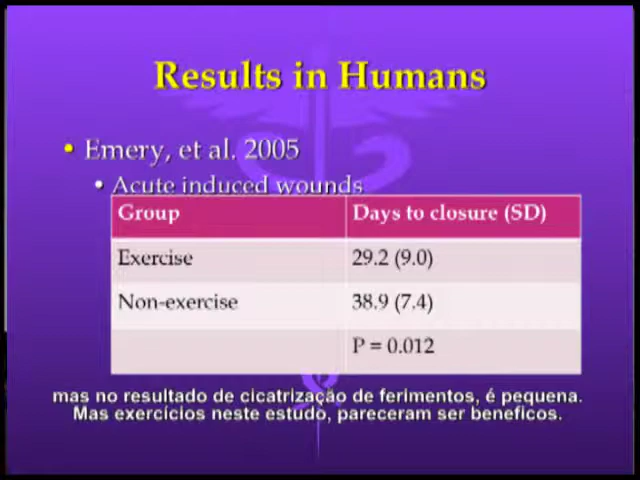 Results in Humans
• Emery, et al. 2005
• Acute induced wounds
Group Days to closure (SD)
Exercise 29.2 (9.0)
Non-exercise 38.9 (7.4)
P = 0.012
mas no resultado de cicatrização de ferimentos, é pequena.
Mas exercícios neste estudo, pareceram ser beneficos.